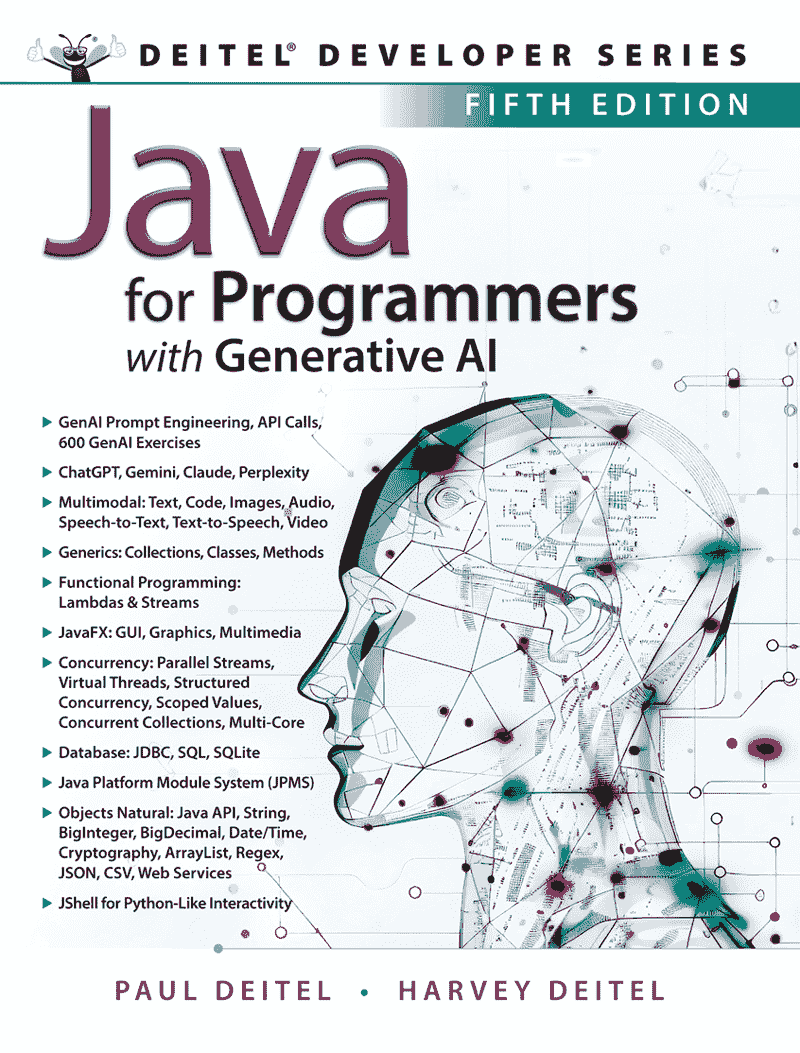 DEITEL® DEVELOPER SERIES
FIFTH EDITION
Java
for Programmers
with Generative AI
▶ GenAI Prompt Engineering, API Calls,
600 GenAI Exercises
▶ ChatGPT, Gemini, Claude, Perplexity
▶ Multimodal: Text, Code, Images, Audio,
Speech-to-Text, Text-to-Speech, Video
▶ Generics: Collections, Classes, Methods
▶ Functional Programming:
Lambdas & Streams
▶ JavaFX: GUI, Graphics, Multimedia
▶ Concurrency: Parallel Streams,
Virtual Threads, Structured
Concurrency, Scoped Values,
Concurrent Collections, Multi-Core
▶ Database: JDBC, SQL, SQLite
▶ Java Platform Module System (JPMS)
▶ Objects Natural: Java API, String,
BigInteger, BigDecimal, Date/Time,
Cryptography, ArrayList, Regex,
JSON, CSV, Web Services
▶ JShell for Python-Like Interactivity
PAUL DEITEL • HARVEY DEITEL